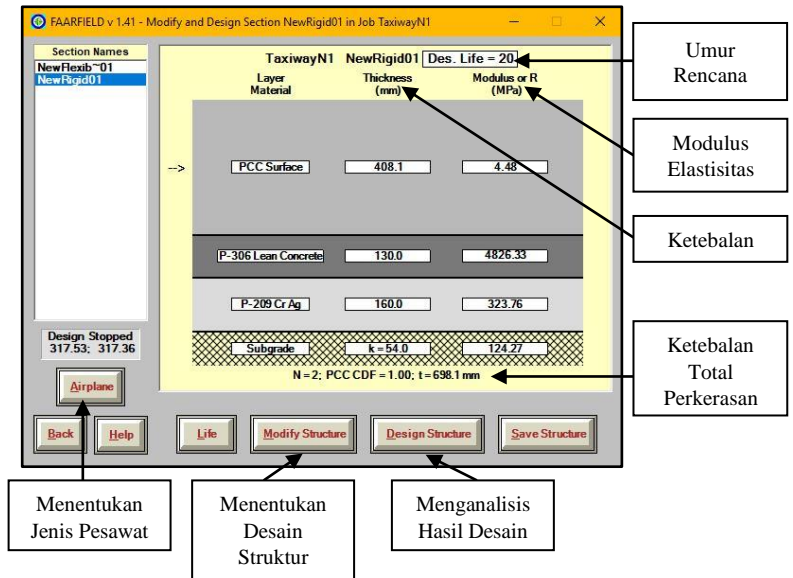 FAARFIELD v 1.41 - Modify and Design Section NewRigid01 in Job TaxiwayN1
Section Names
NewFlexib~01
NewRigid01
TaxiwayN1 NewRigid01 Des. Life = 20
Layer Material
Thickness (mm)
Modulus or R (MPa)
--> PCC Surface 408.1 4.48
P-306 Lean Concrete 130.0 4826.33
P-209 Cr Ag 160.0 323.76
Subgrade k = 54.0 124.27
N = 2; PCC CDF = 1.00; t = 698.1 mm
Design Stopped
317.53; 317.36
Airplane
Back Help Life Modify Structure Design Structure Save Structure
Umur
Rencana
Modulus
Elastisitas
Ketebalan
Ketebalan
Total
Perkerasan
Menentukan
Jenis Pesawat
Menentukan
Desain
Struktur
Menganalisis
Hasil Desain